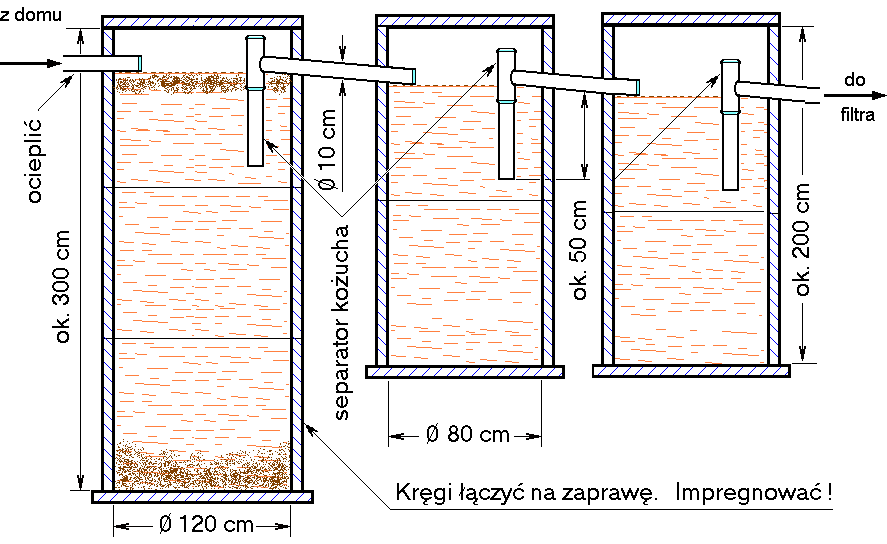 z domu
ocieplić
ok. 300 cm
Ø 10 cm
separator kożucha
ok. 50 cm
ok. 200 cm
do
filtra
Ø 80 cm
Kręgi łączyć na zaprawę. Impregnować !
Ø 120 cm